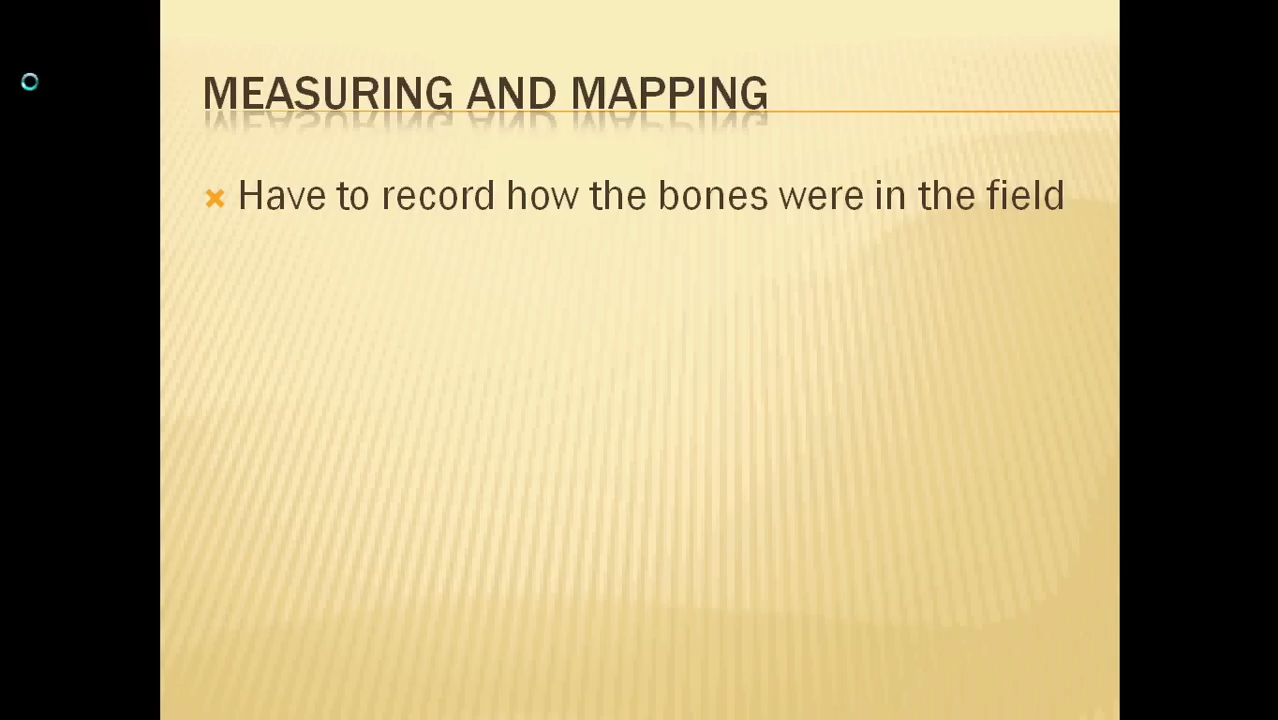 MEASURING AND MAPPING
Have to record how the bones were in the field